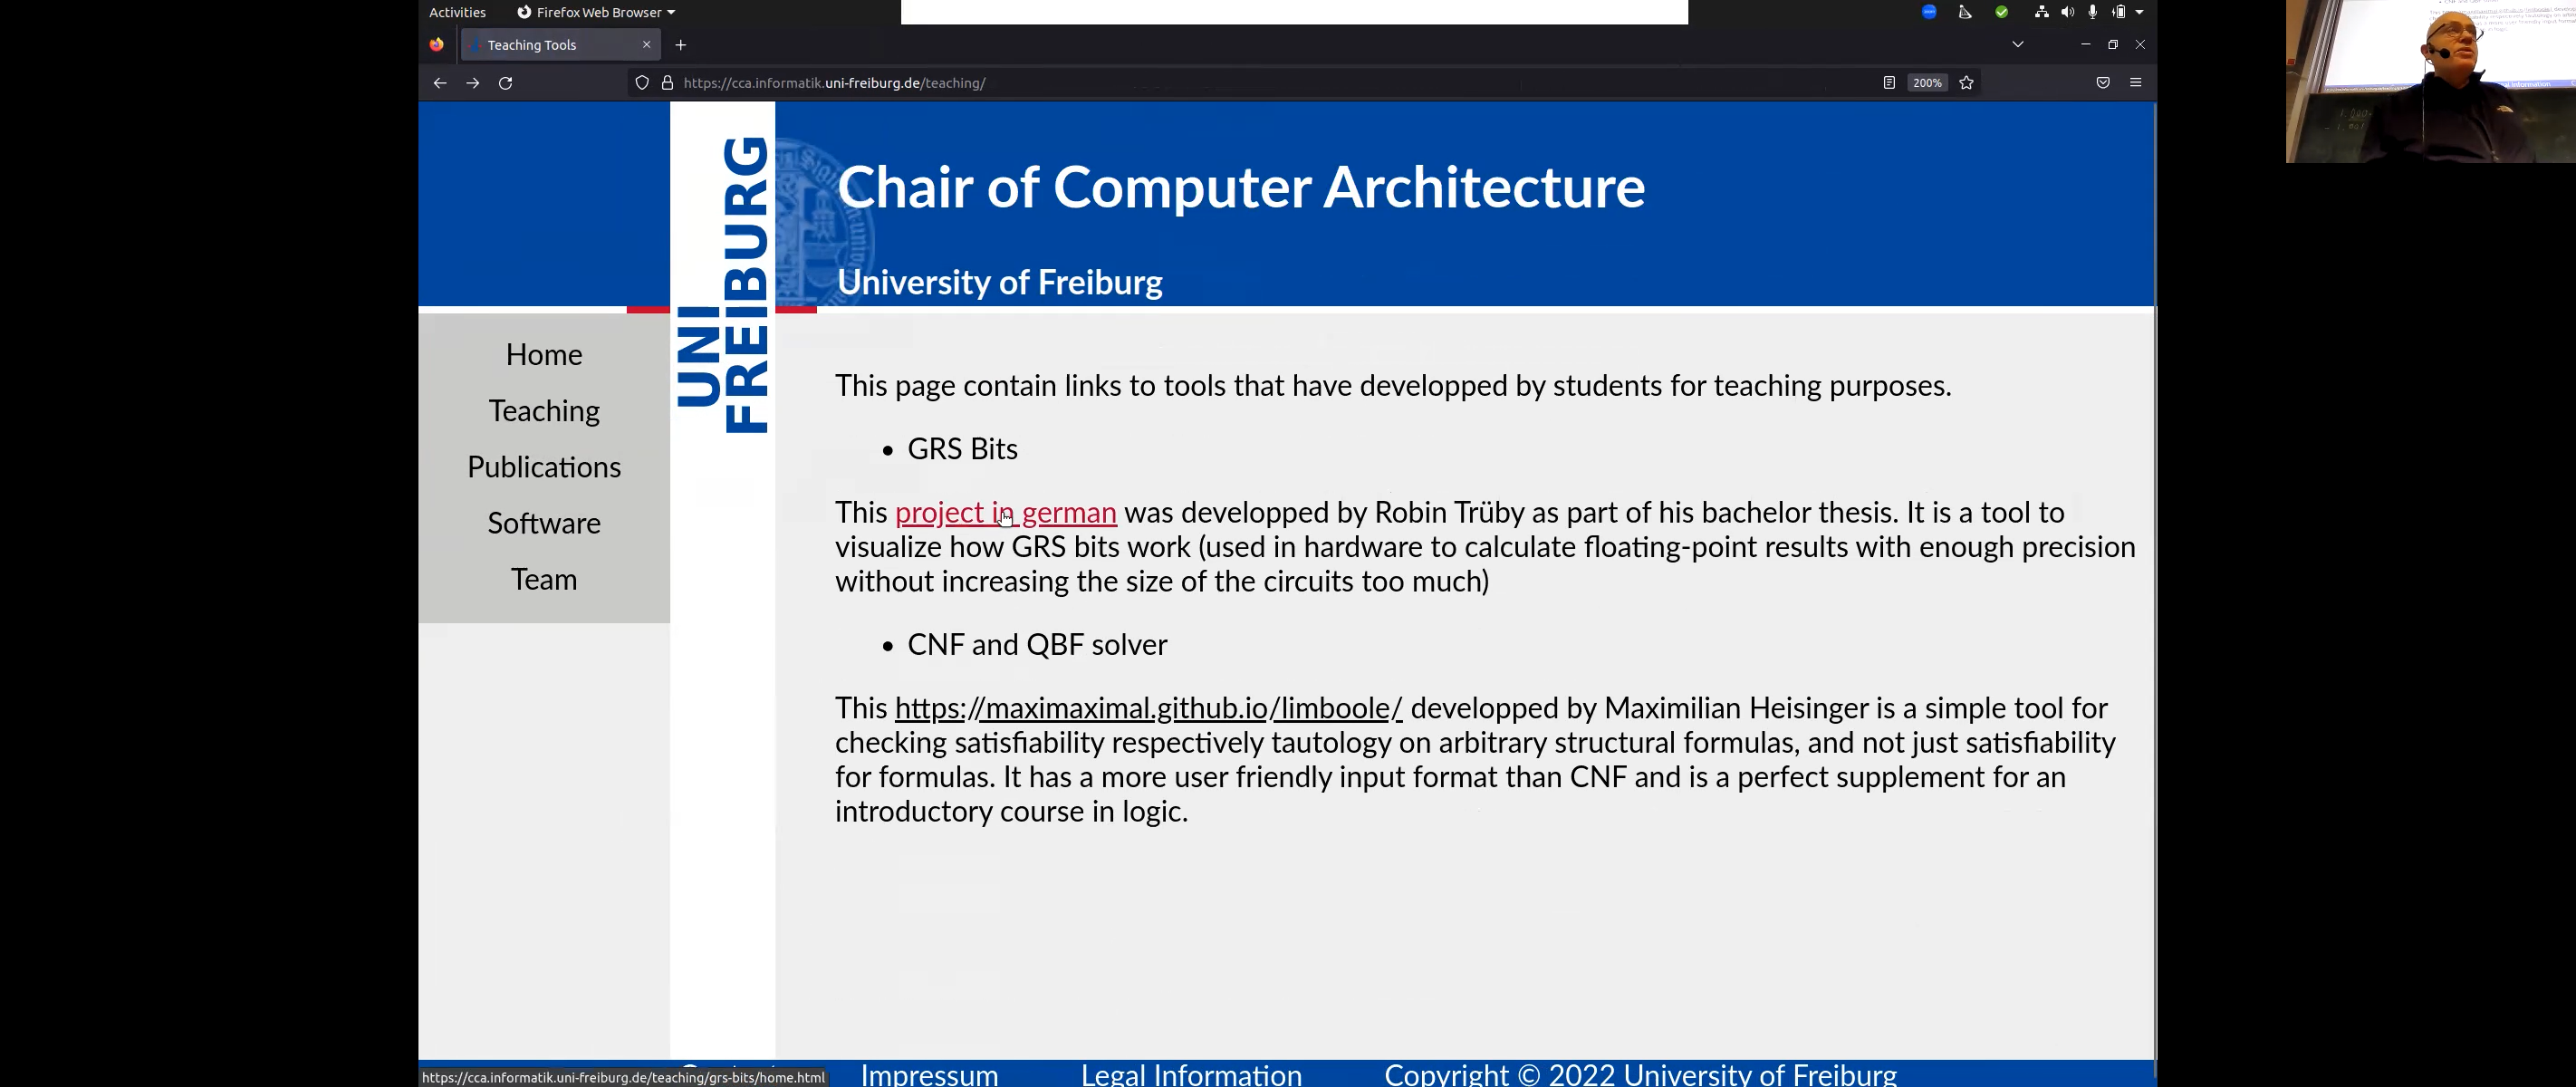 Activities Firefox Web Browser
Teaching Tools
https://cca.informatik.uni-freiburg.de/teaching/
200%
UNI
FREIBURG
Chair of Computer Architecture
University of Freiburg
Home
Teaching
Publications
Software
Team
This page contain links to tools that have developped by students for teaching purposes.
• GRS Bits
This project in german was developped by Robin Trüby as part of his bachelor thesis. It is a tool to
visualize how GRS bits work (used in hardware to calculate floating-point results with enough precision
without increasing the size of the circuits too much)
• CNF and QBF solver
This https://maximaximal.github.io/limboole/ developped by Maximilian Heisinger is a simple tool for
checking satisfiability respectively tautology on arbitrary structural formulas, and not just satisfiability
for formulas. It has a more user friendly input format than CNF and is a perfect supplement for an
introductory course in logic.
Impressum Legal Information Copyright © 2022 University of Freiburg
https://cca.informatik.uni-freiburg.de/teaching/grs-bits/home.html